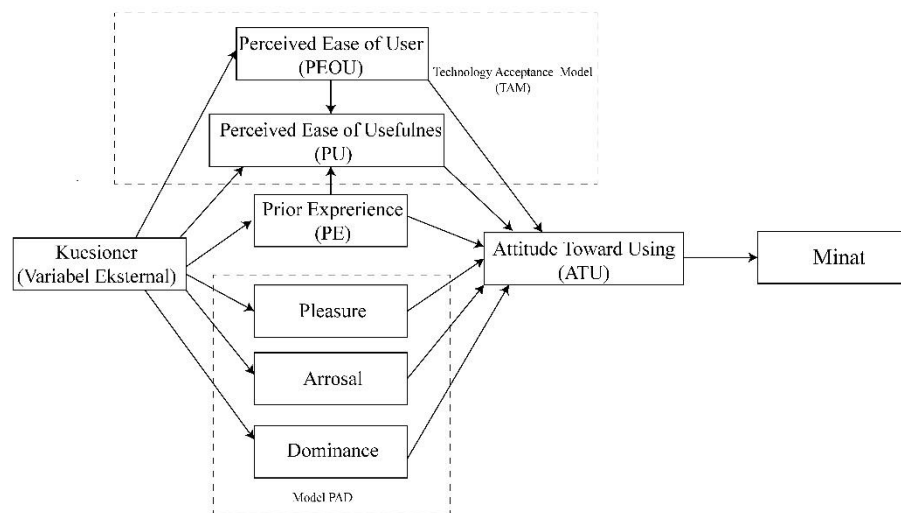 Perceived Ease of User
(PEOU)
Technology Acceptance Model
(TAM)
Perceived Ease of Usefulnes
(PU)
Prior Exprerience
(PE)
Kuesioner
(Variabel Eksternal)
Attitude Toward Using
(ATU)
Minat
Pleasure
Arrosal
Dominance
Model PAD